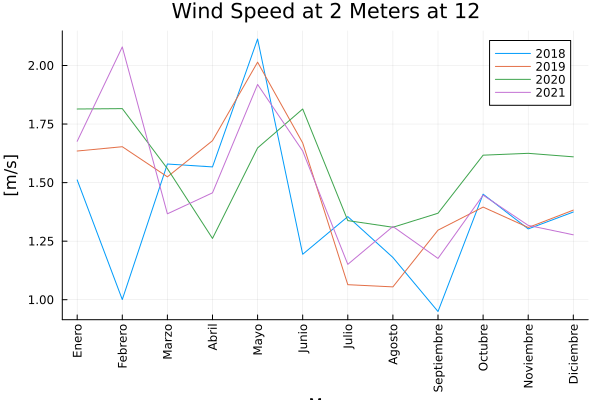 Wind Speed at 2 Meters at 12
2018
2019
2020
2021
[m/s]
2.00
1.75
1.50
1.25
1.00
Enero
Febrero
Marzo
Abril
Mayo
Junio
Julio
Agosto
Septiembre
Octubre
Noviembre
Diciembre